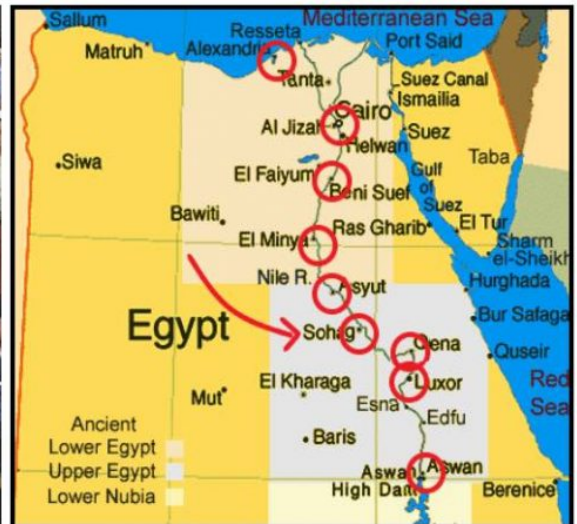 Sallum
Mediterranean Sea
Resseta
Alexandria
Port Said
Matruh
Tanta
Suez Canal
Ismailia
Cairo
Al Jizah
Helwan
Suez
Siwa
Taba
El Faiyum
Gulf
of
Suez
Beni Suef
Bawiti
Ras Gharib
El Tur
El Minya
Sharm
el-Sheikh
Nile R.
Asyut
Hurghada
Egypt
Sohag
Bur Safaga
Qena
Quseir
El Kharaga
Luxor
Red
Sea
Mut
Esna
Edfu
Ancient
Lower Egypt
Upper Egypt
Lower Nubia
Baris
Aswan
High Dam
Aswan
Berenice